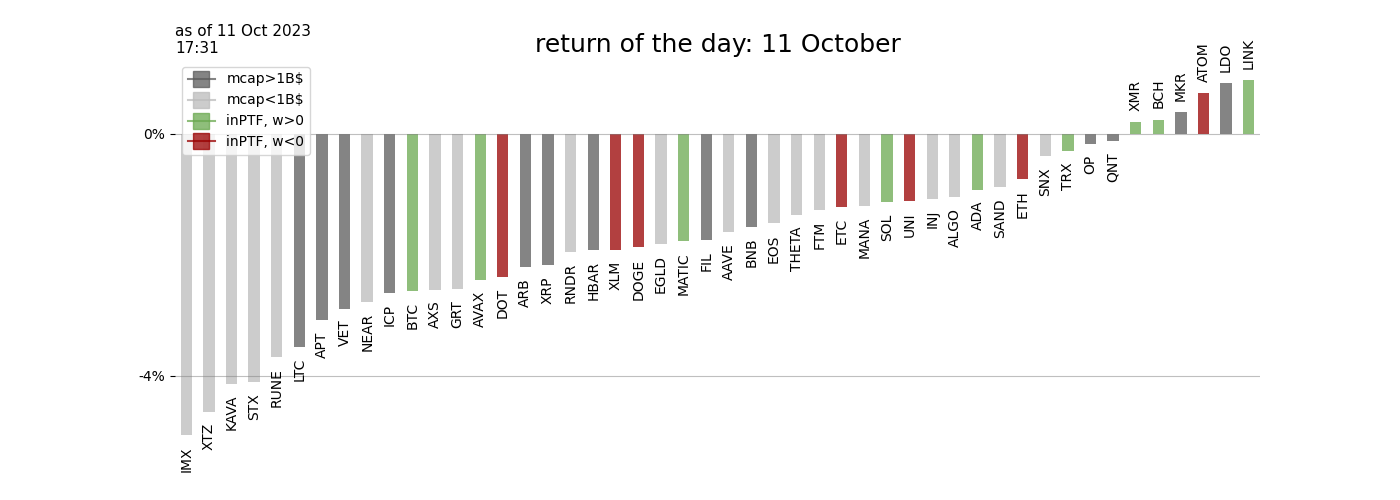 as of 11 Oct 2023
17:31
return of the day: 11 October
mcap>1B$
mcap<1B$
inPTF, w>0
inPTF, w<0
0%
-4%
IMX
XTZ
KAVA
STX
RUNE
LTC
APT
VET
NEAR
ICP
BTC
AXS
GRT
AVAX
DOT
ARB
XRP
RNDR
HBAR
XLM
DOGE
EGLD
MATIC
FIL
AAVE
BNB
EOS
THETA
FTM
ETC
MANA
SOL
UNI
INJ
ALGO
ADA
SAND
ETH
SNX
TRX
OP
QNT
XMR
BCH
MKR
ATOM
LDO
LINK